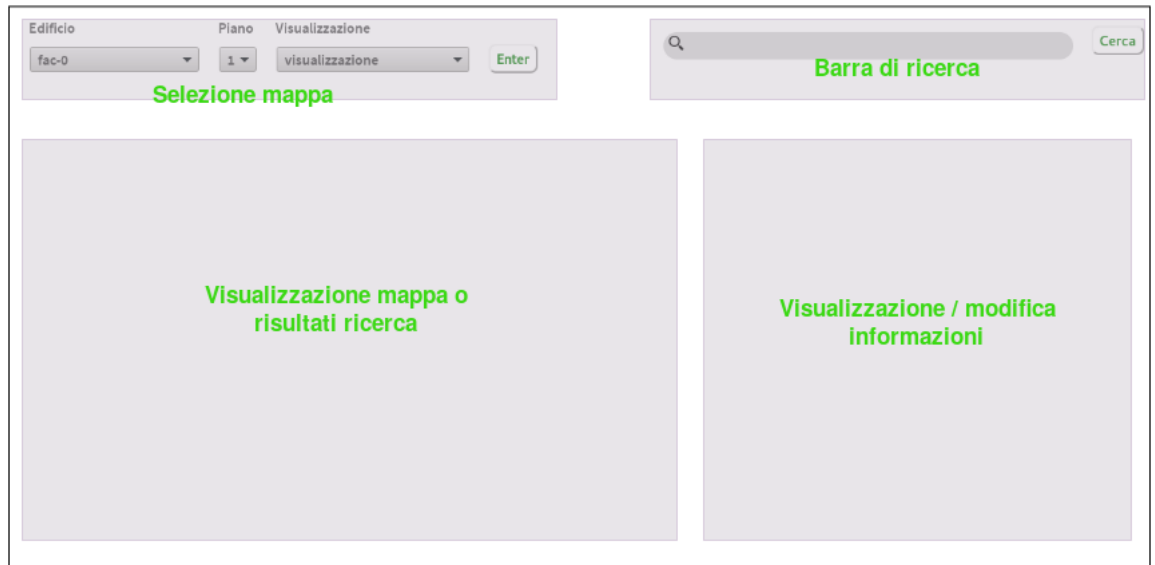 Edificio Piano Visualizzazione
fac-0 1 visualizzazione Enter
Selezione mappa
Cerca
Barra di ricerca
Visualizzazione mappa o
risultati ricerca
Visualizzazione / modifica
informazioni